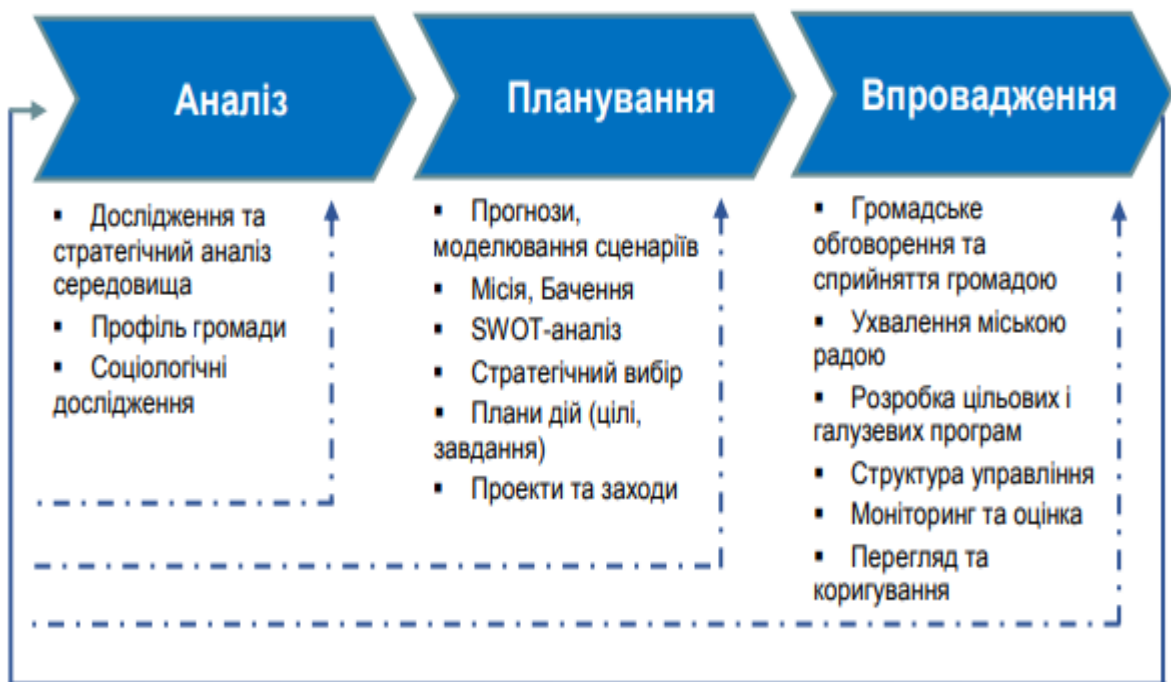 Аналіз
▪ Дослідження та
стратегічний аналіз
середовища
▪ Профіль громади
▪ Соціологічні
дослідження
Планування
▪ Прогнози,
моделювання сценаріїв
▪ Місія, Бачення
▪ SWOT-аналіз
▪ Стратегічний вибір
▪ Плани дій (цілі,
завдання)
▪ Проекти та заходи
Впровадження
▪ Громадське
обговорення та
сприйняття громадою
▪ Ухвалення міською
радою
▪ Розробка цільових і
галузевих програм
▪ Структура управління
▪ Моніторинг та оцінка
▪ Перегляд та
коригування